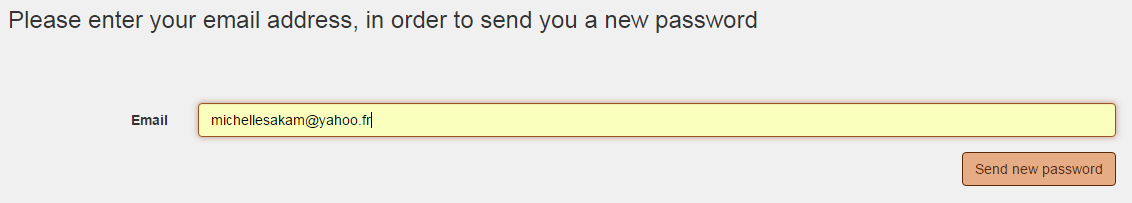 Please enter your email address, in order to send you a new password
Email michellesakam@yahoo.fr
Send new password